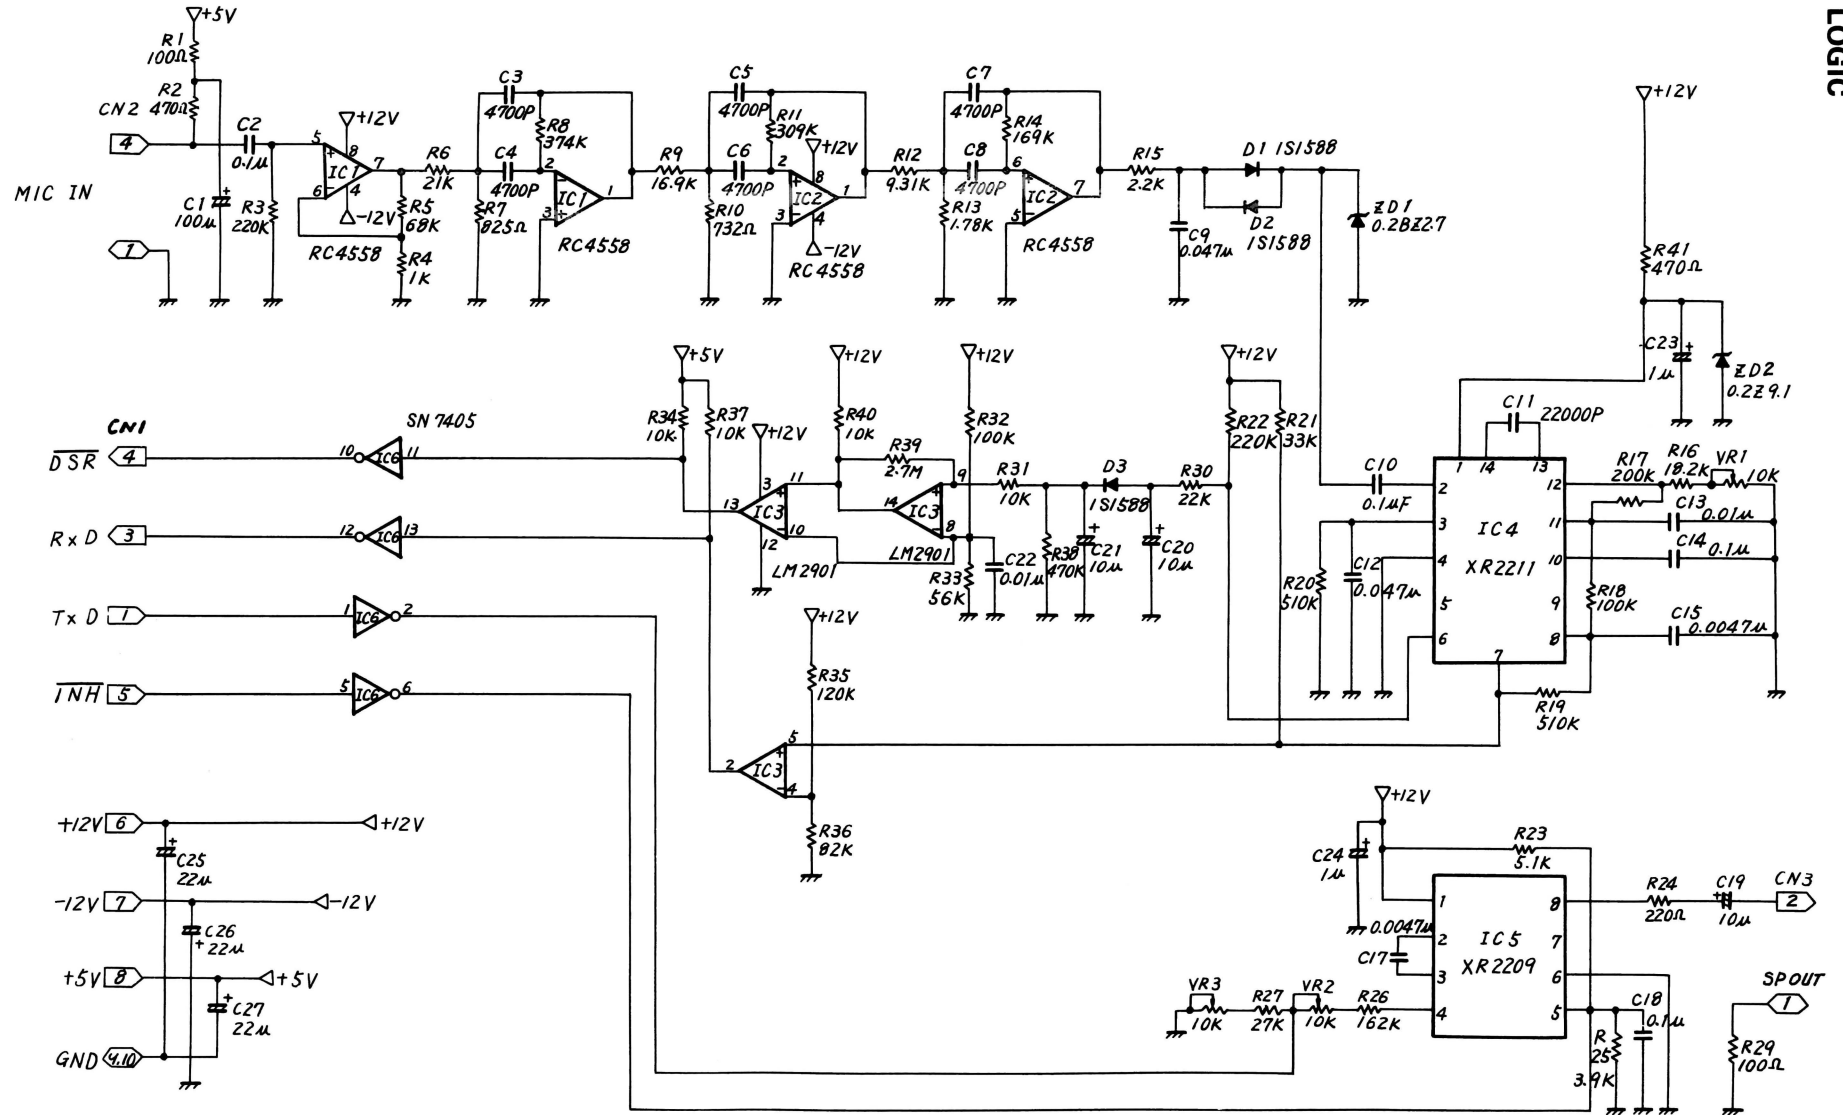 LOGIC
+5V
R1
100Ω
R2
470Ω
CN2
4
MIC IN
1
C2
0.1μ
C1
+
100μ
R3
220K
5
+
IC1
-
6
8
+12V
7
4
-12V
RC4558
R5
68K
R4
1K
R6
21K
R7
825Ω
C3
4700P
C4
4700P
R8
374K
2
-
IC1
3
+
1
RC4558
R9
16.9K
R10
732Ω
C5
4700P
C6
4700P
R11
309K
2
+
IC2
3
-
+12V
8
1
4
-12V
RC4558
R12
9.31K
R13
1.78K
C7
4700P
C8
4700P
R14
169K
6
+
IC2
5
-
7
RC4558
R15
2.2K
C9
0.047μ
D1 1S1588
D2
1S1588
ZD1
0.2BZ2.7
+12V
R41
470Ω
C23
+
1μ
ZD2
0.2Z9.1
CN1
DSR 4
SN7405
10
IC6
11
RxD 3
12
IC6
13
TxD 1
1
IC6
2
INH 5
5
IC6
6
+5V
R34
10K
R37
10K
+12V
3
13
IC3
+
11
-
10
12
LM2901
+12V
R40
10K
R39
2.7M
14
IC3
+
9
-
8
LM2901
+12V
R32
100K
R33
56K
C22
0.01μ
R31
10K
R38
470K
C21
+
10μ
D3
1S1588
C20
+
10μ
R30
22K
+12V
R22
220K
R21
33K
R20
510K
C12
0.047μ
C10
0.1μF
C11
22000P
1
14
13
2
12
3
11
4
10
5
9
6
8
7
IC4
XR2211
R17
200K
R16
18.2K
VR1
10K
C13
0.01μ
C14
0.1μ
R18
100K
C15
0.0047μ
R19
510K
+12V
R35
120K
2
IC3
+
5
-
4
R36
82K
+12V 6
+12V
+
C25
22μ
-12V 7
-12V
C26
+
22μ
+5V 8
+5V
+
C27
22μ
GND 4.10
+12V
C24
+
1μ
R23
5.1K
1
8
2
7
3
6
4
5
IC5
XR2209
0.0047μ
C17
VR3
10K
R27
27K
VR2
10K
R26
162K
R24
220Ω
C19
+
10μ
CN3
2
R
25
3.9K
C18
0.1μ
SPOUT
1
R29
100Ω